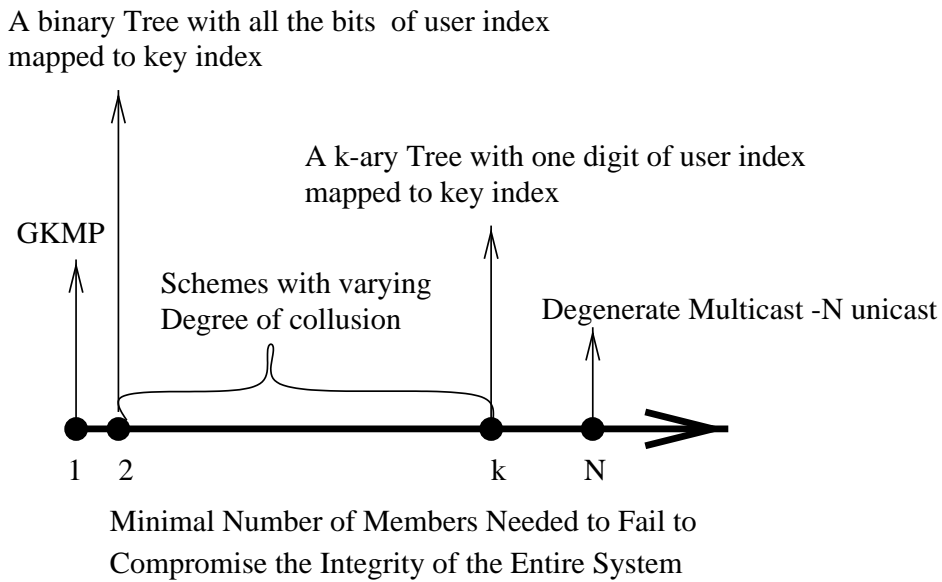 A binary Tree with all the bits of user index
mapped to key index
A k-ary Tree with one digit of user index
mapped to key index
GKMP
Schemes with varying
Degree of collusion
Degenerate Multicast -N unicast
1 2 k N
Minimal Number of Members Needed to Fail to
Compromise the Integrity of the Entire System